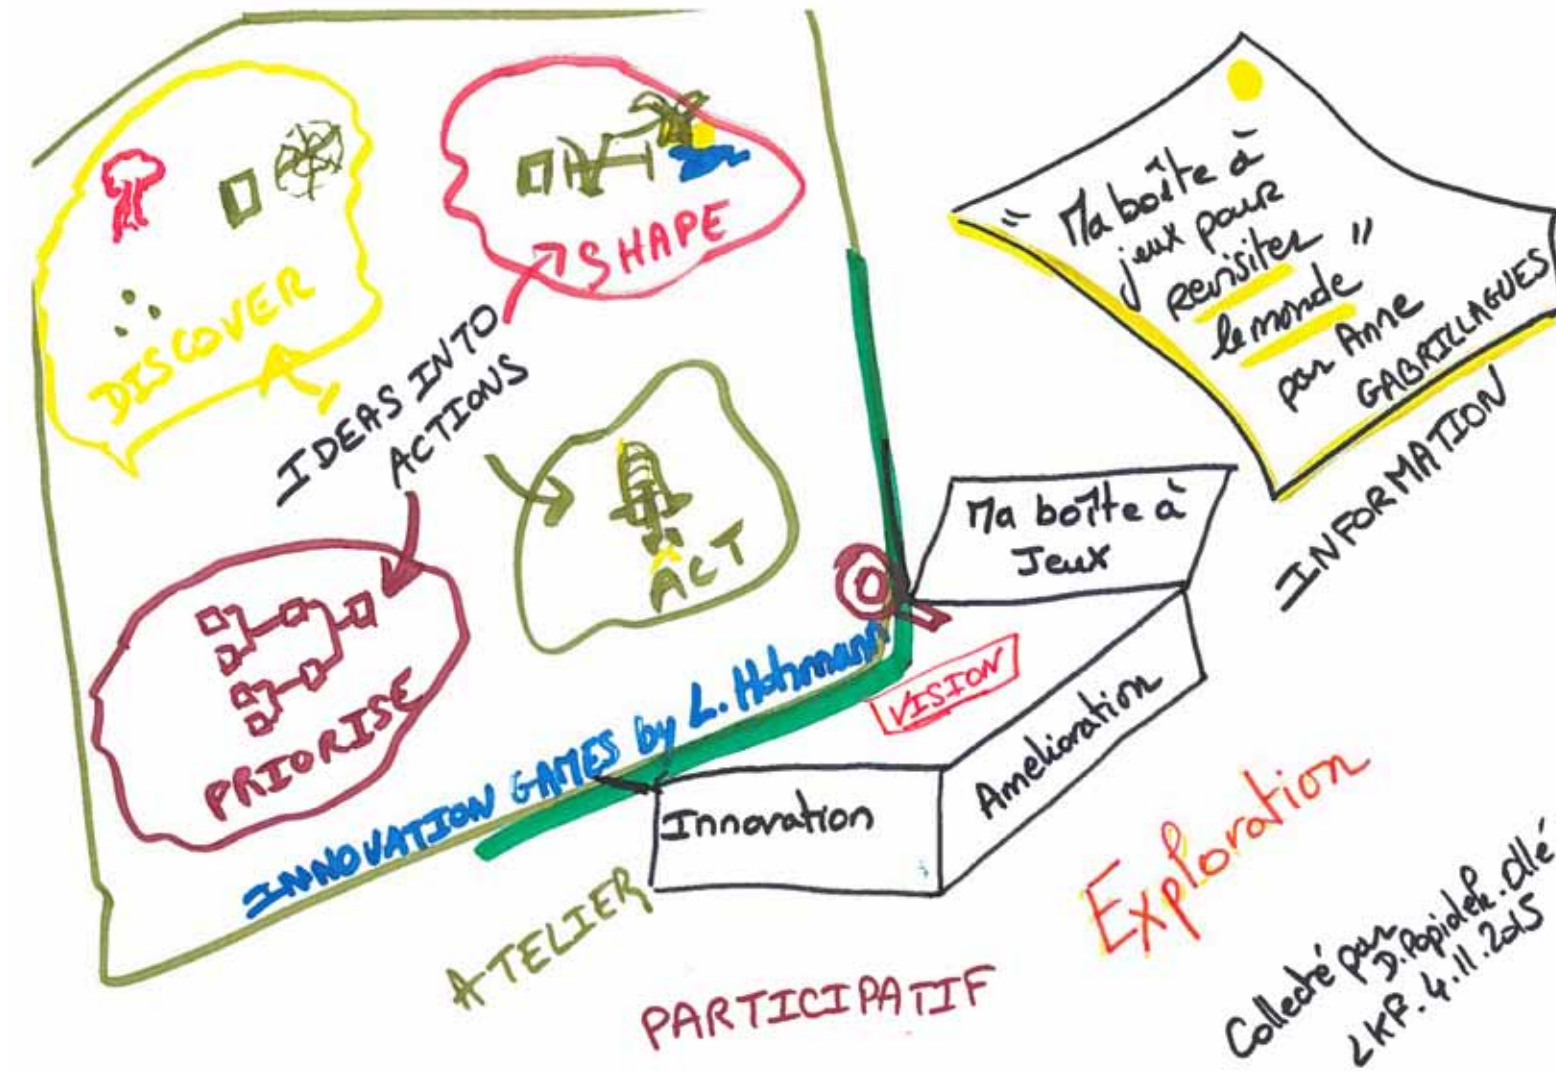 DISCOVER
SHAPE
IDEAS INTO
ACTIONS
ACT
PRIORISE
INNOVATION GAMES by L. Hohmann
"Ma boîte à
jeux pour
revisiter
le monde"
par Anne
GABRILLAGUES
INFORMATION
Ma boîte à
Jeux
VISION
Innovation
Amelioration
ATELIER
PARTICIPATIF
Exploration
Collecté par
D. Popidek. Ollé
LKF. 4.11.2015